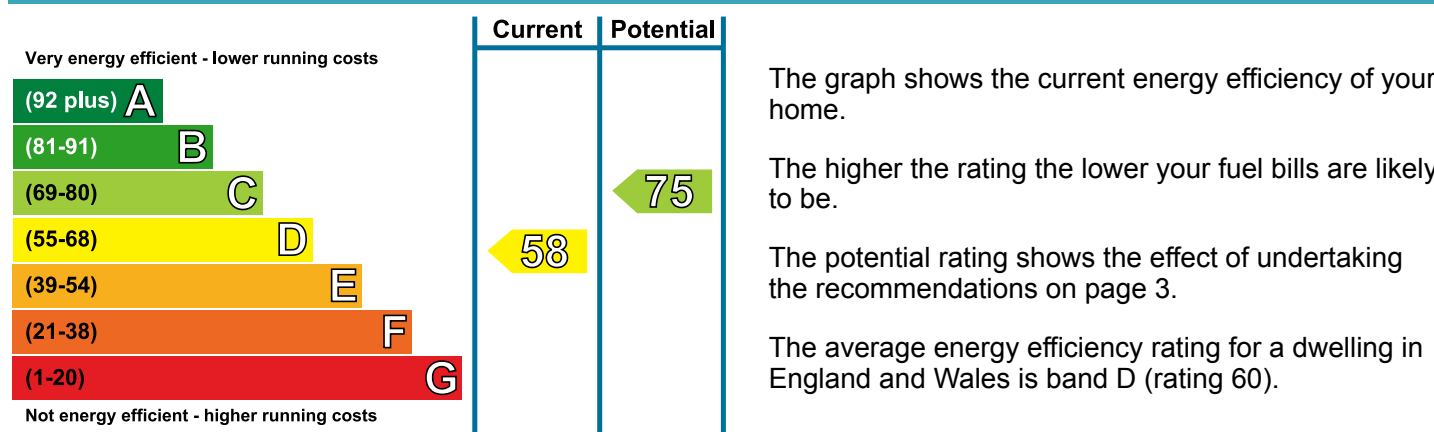 Current Potential
Very energy efficient - lower running costs
(92 plus) A
(81-91) B
(69-80) C
75
(55-68) D
58
(39-54) E
(21-38) F
(1-20) G
Not energy efficient - higher running costs
The graph shows the current energy efficiency of your
home.
The higher the rating the lower your fuel bills are likely
to be.
The potential rating shows the effect of undertaking
the recommendations on page 3.
The average energy efficiency rating for a dwelling in
England and Wales is band D (rating 60).